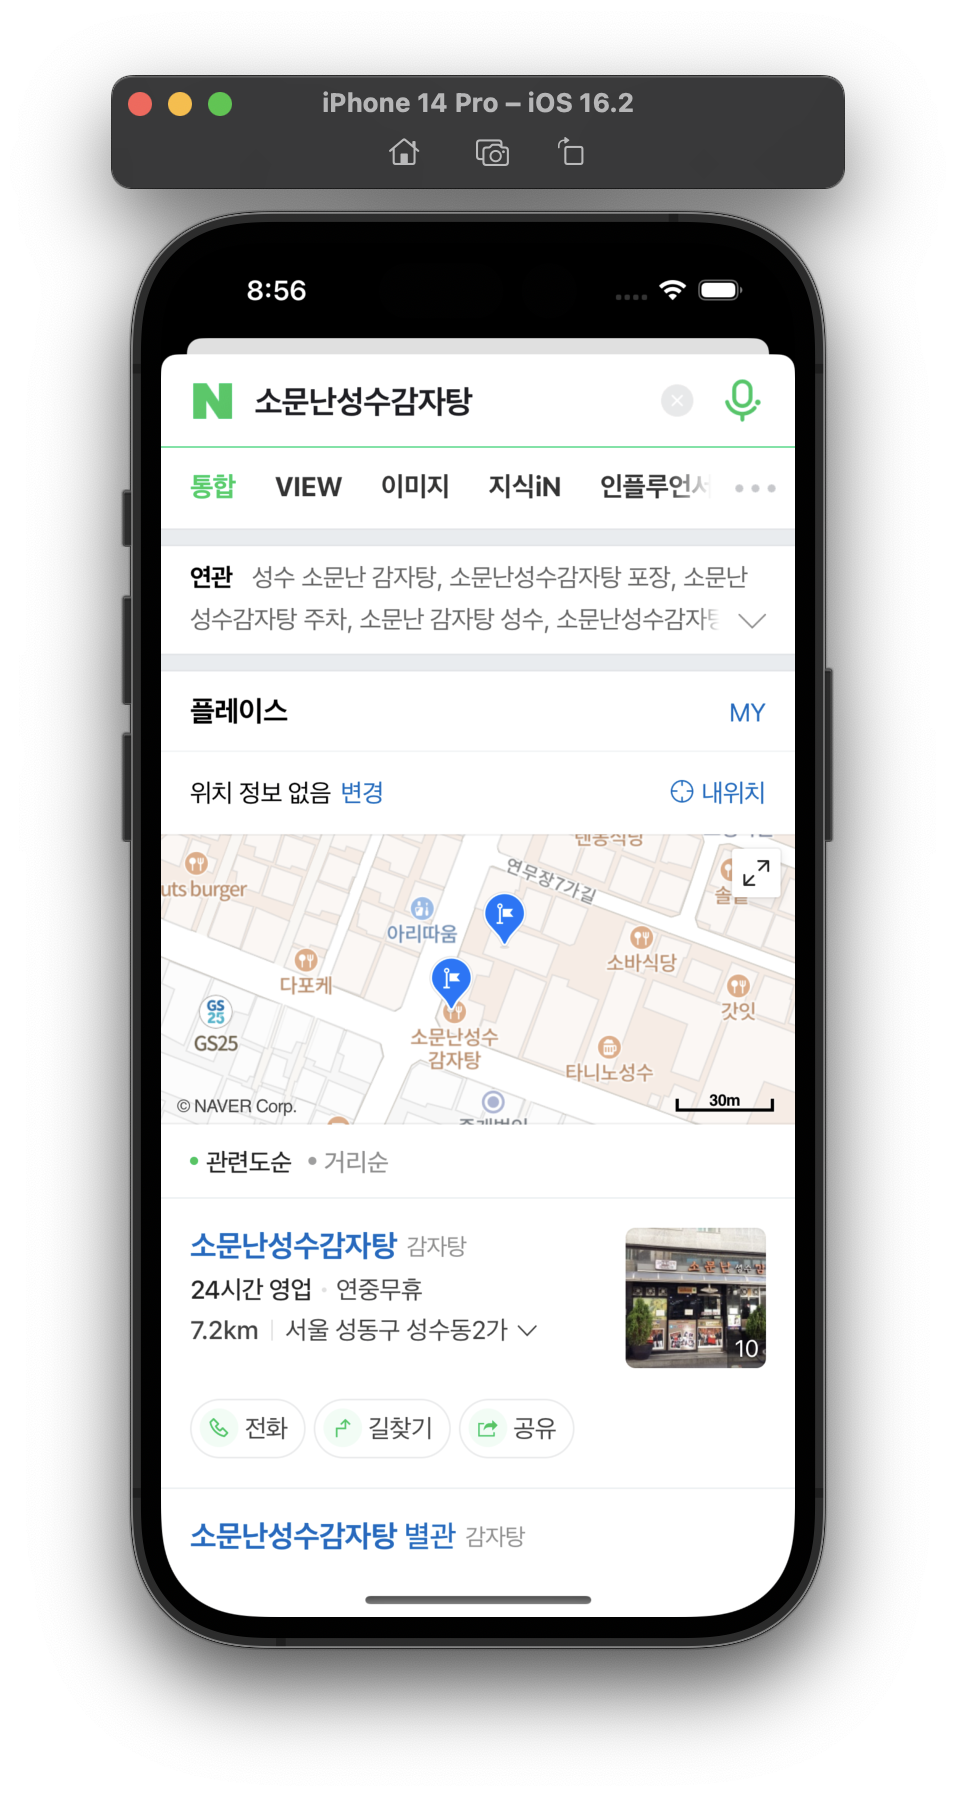 iPhone 14 Pro – iOS 16.2
8:56
N 소문난성수감자탕
통합 VIEW 이미지 지식iN 인플루언서
연관 성수 소문난 감자탕, 소문난성수감자탕 포장, 소문난
성수감자탕 주차, 소문난 감자탕 성수, 소문난성수감자탕
플레이스 MY
위치 정보 없음 변경 내위치
연무장7가길
uts burger
솥밭
아리따움
소바식당
다포케
갓잇
GS
25
GS25
소문난성수
감자탕
타니노성수
© NAVER Corp.
30m
관련도순 거리순
소문난성수감자탕 감자탕
24시간 영업 · 연중무휴
7.2km 서울 성동구 성수동2가
소문난성수감
10
전화 길찾기 공유
소문난성수감자탕 별관 감자탕